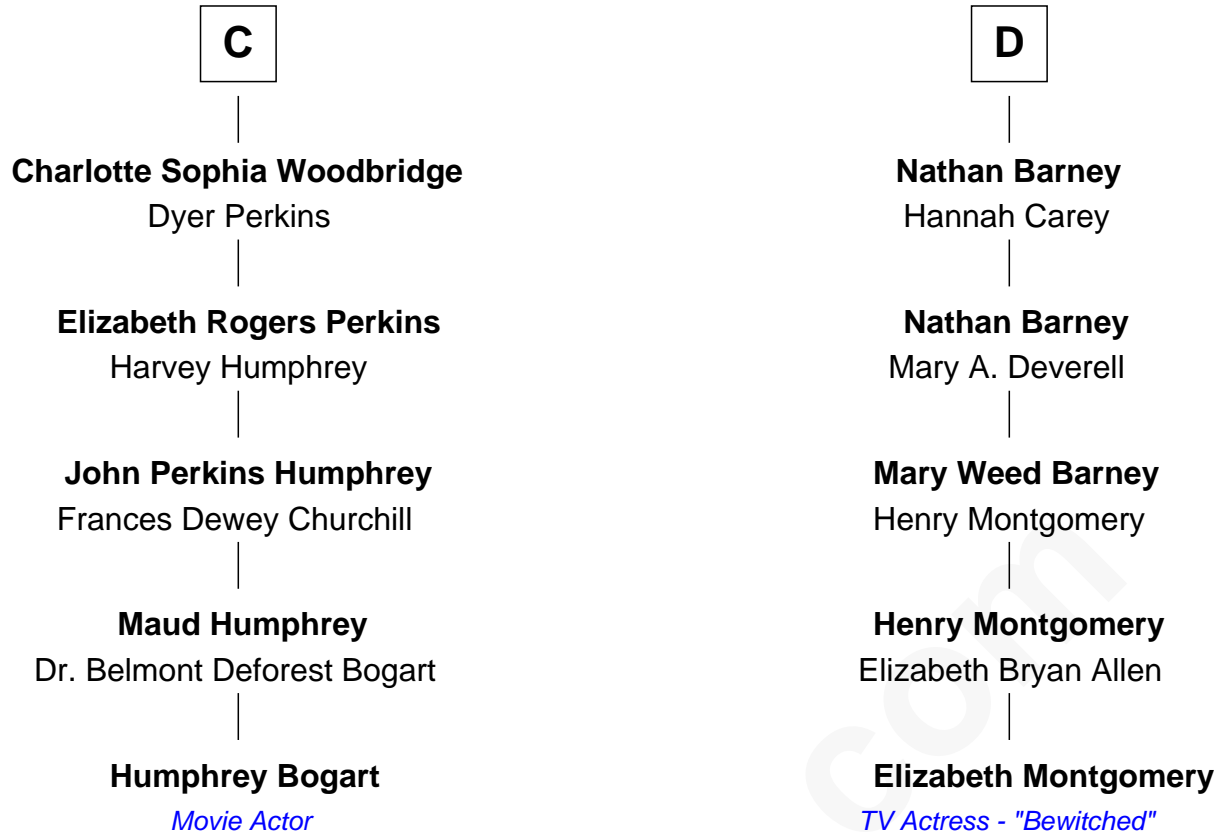 C
Charlotte Sophia Woodbridge
Dyer Perkins
Elizabeth Rogers Perkins
Harvey Humphrey
John Perkins Humphrey
Frances Dewey Churchill
Maud Humphrey
Dr. Belmont Deforest Bogart
Humphrey Bogart
Movie Actor
D
Nathan Barney
Hannah Carey
Nathan Barney
Mary A. Deverell
Mary Weed Barney
Henry Montgomery
Henry Montgomery
Elizabeth Bryan Allen
Elizabeth Montgomery
TV Actress - "Bewitched"
com